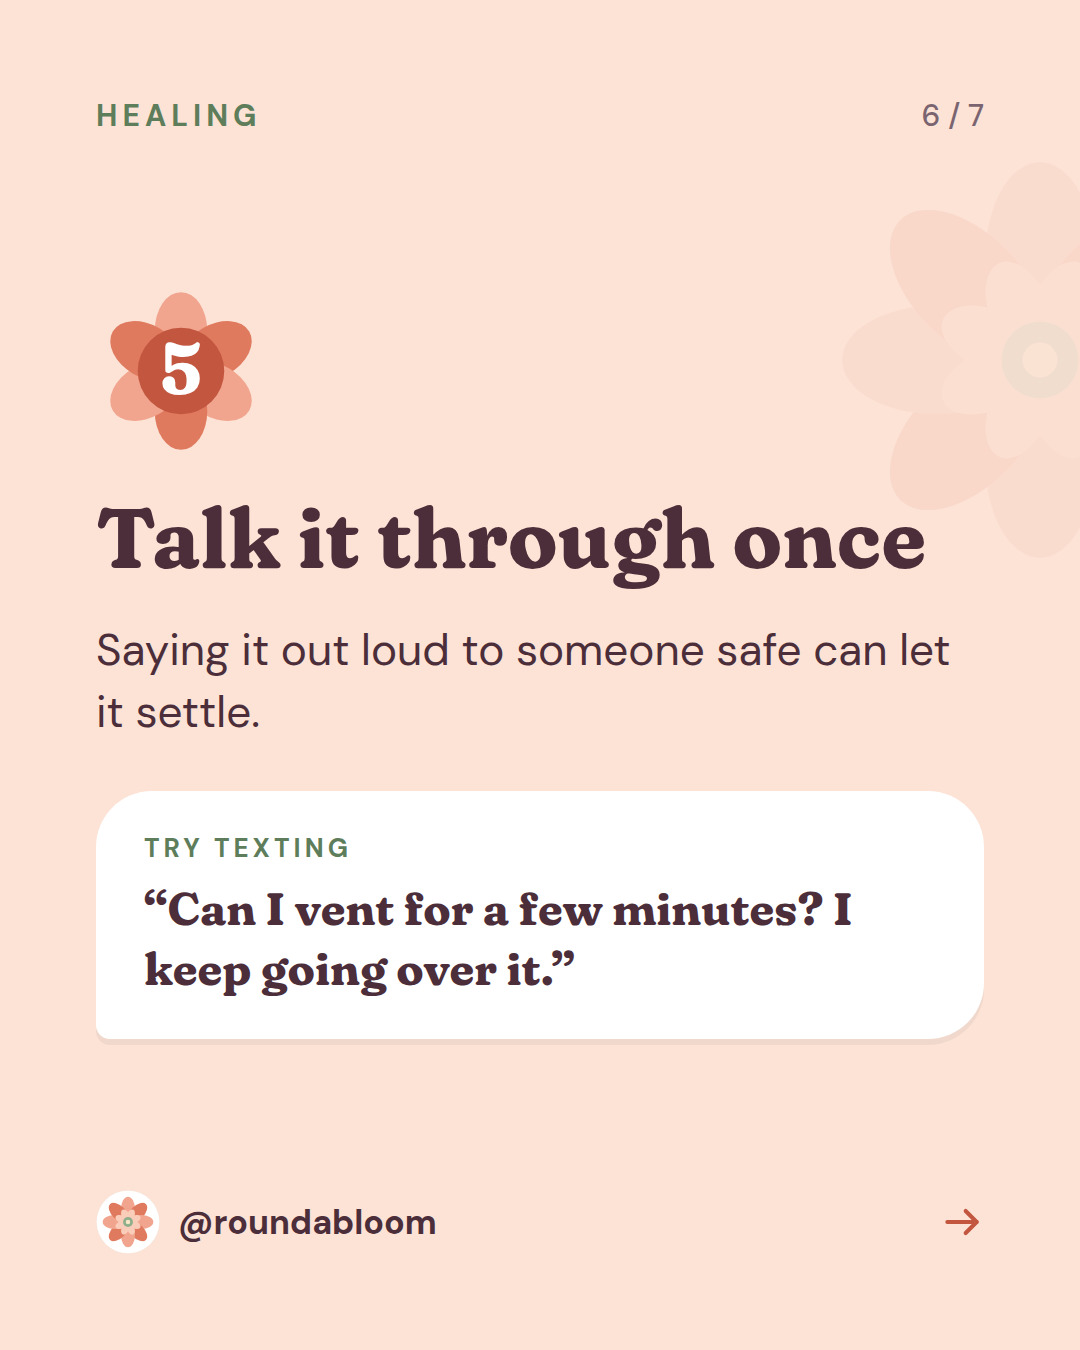 HEALING
6 / 7
5
Talk it through once
Saying it out loud to someone safe can let
it settle.
TRY TEXTING
“Can I vent for a few minutes? I
keep going over it.”
@roundabloom